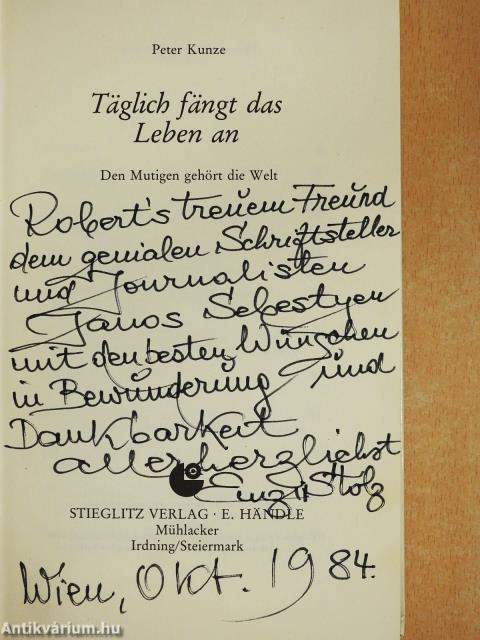 Peter Kunze
Täglich fängt das
Leben an
Den Mutigen gehört die Welt
Robert's treuem Freund
dem genialen Schriftsteller
und Journalisten
Janos Sebestyen
mit den besten Wünschen
in Bewunderung und
Dankbarkeit
allerherzlichst
Einzi Stolz
STIEGLITZ VERLAG · E. HÄNDLE
Mühlacker
Irdning/Steiermark
Wien, Okt. 1984.
Antikvárium.hu